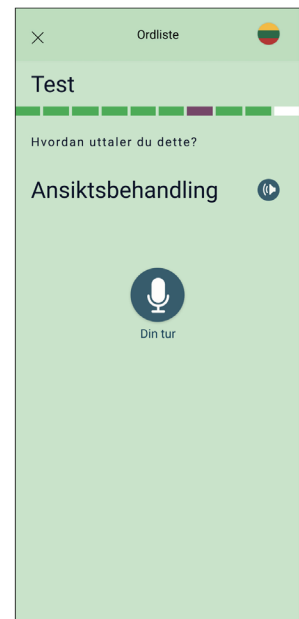 Ordliste
Test
Hvordan uttaler du dette?
Ansiktsbehandling
Din tur